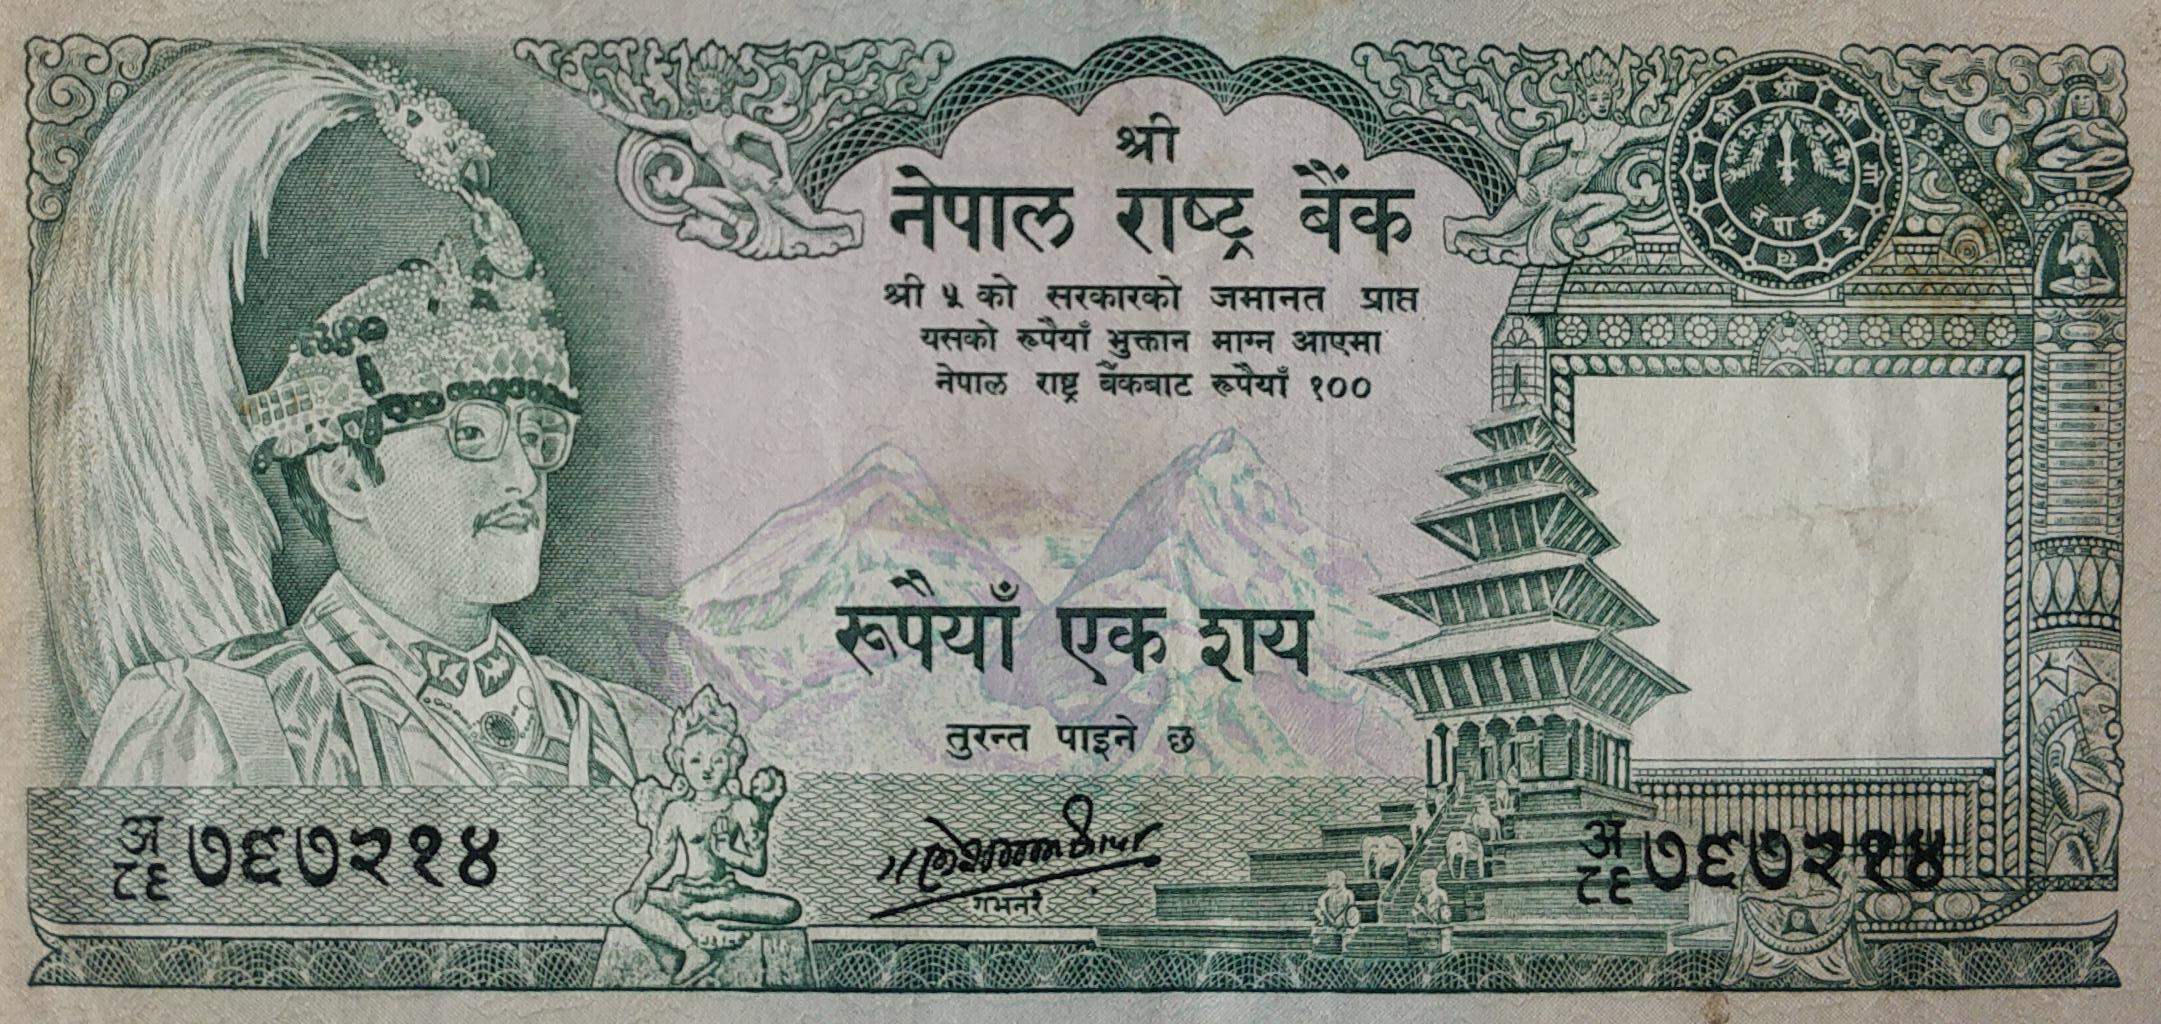 श्री
नेपाल राष्ट्र बैंक
श्री ५ को सरकारको जमानत प्राप्त
यसको रूपैयाँ भुक्तान माग्न आएमा
नेपाल राष्ट्र बैंकबाट रूपैयाँ १००
रूपैयाँ एक शय
तुरन्त पाइने छ
गभर्नर
अ
८६ ७६७२१४
अ
८६ ७६७२१४
नेपाल